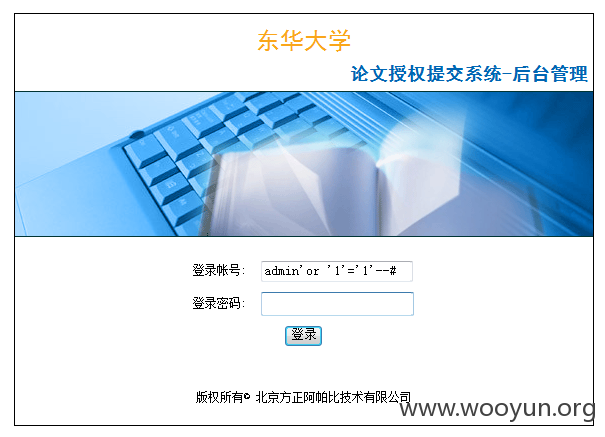 东华大学
论文授权提交系统-后台管理
登录帐号: admin'or '1'='1'--#
登录密码:
登录
版权所有© 北京方正阿帕比技术有限公司
www.wooyun.org